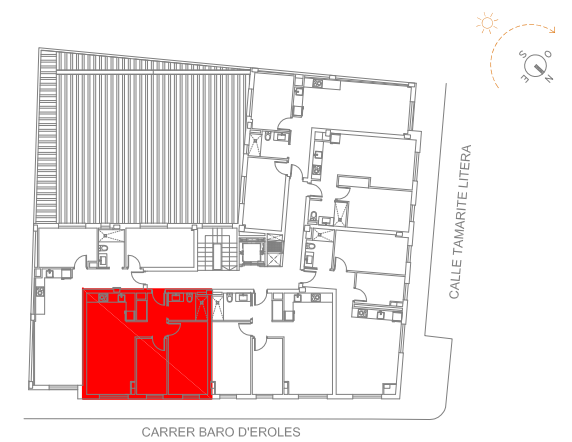 S
O
E
N
CALLE TAMARITE LITERA
CARRER BARO D'EROLES